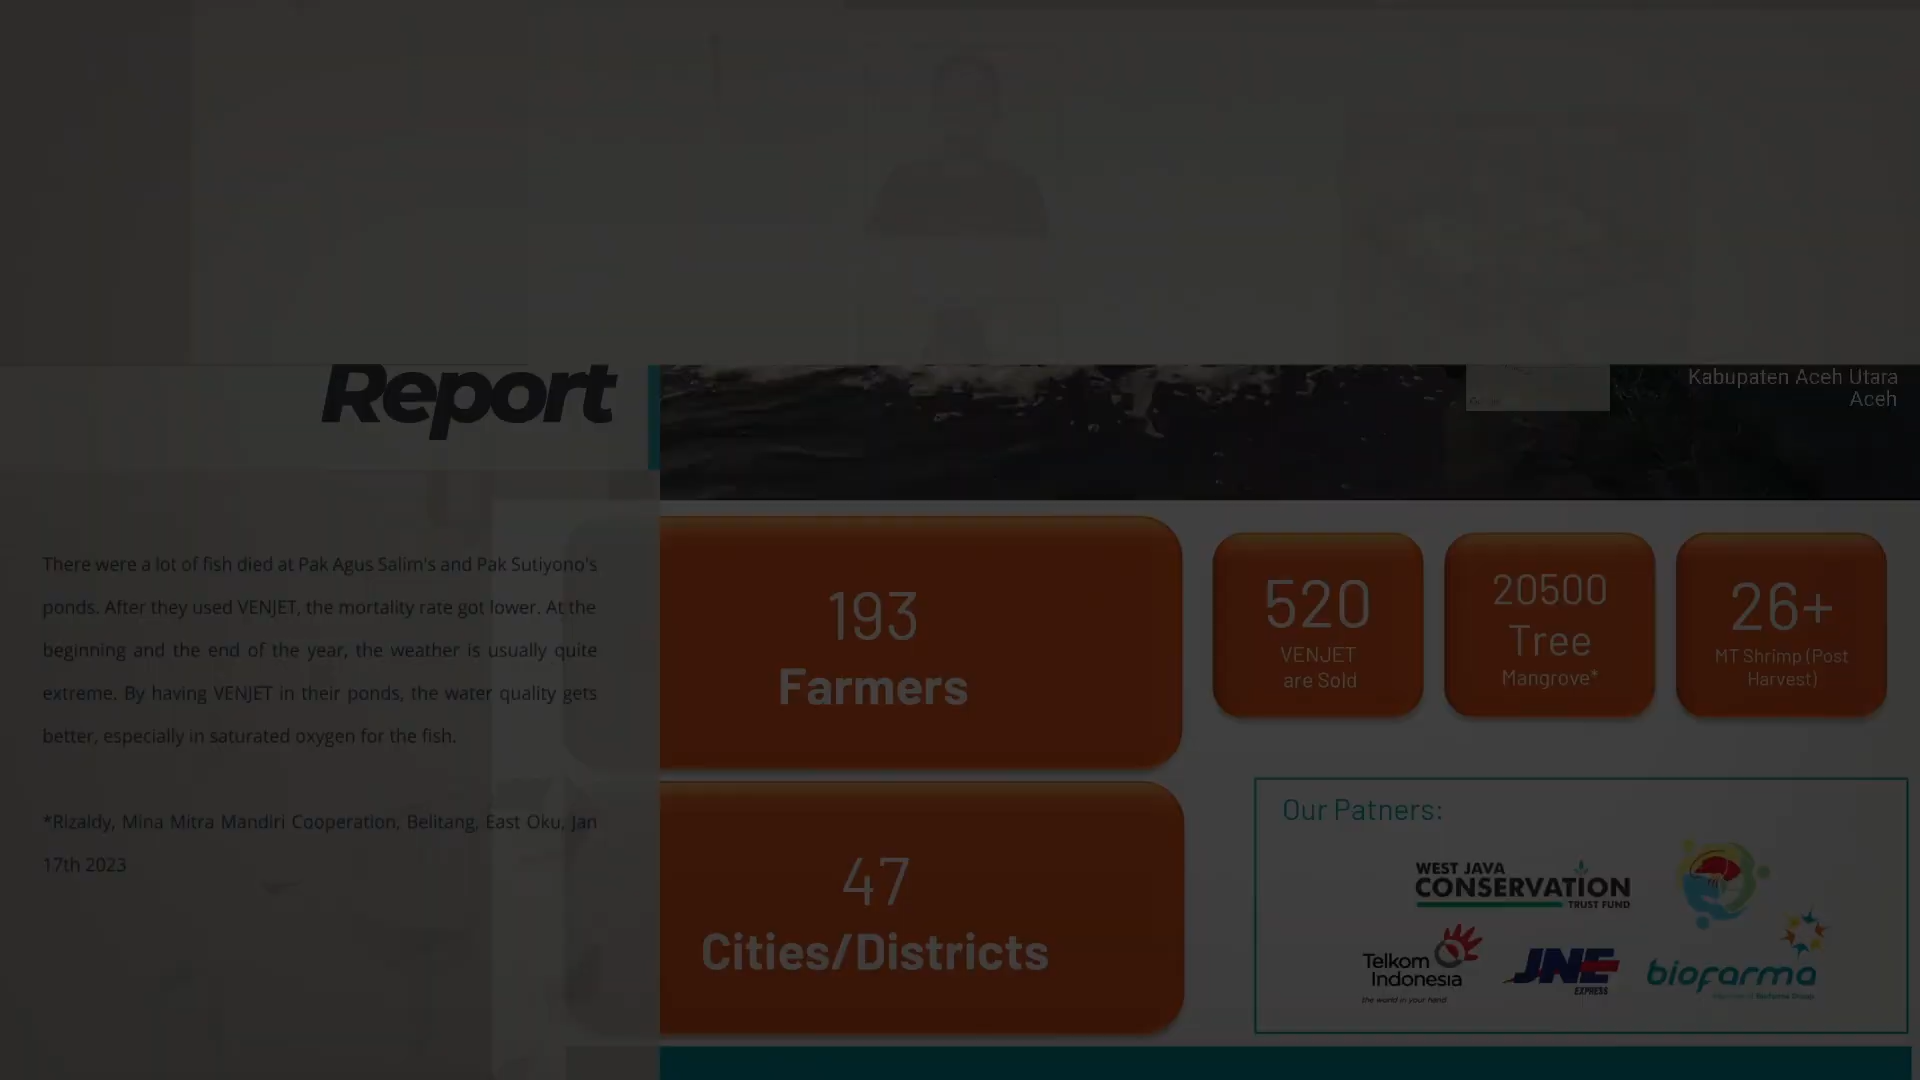 Report
There were a lot of fish died at Pak Agus Salim's and Pak Sutiyono's
ponds. After they used VENJET, the mortality rate got lower. At the
beginning and the end of the year, the weather is usually quite
extreme. By having VENJET in their ponds, the water quality gets
better, especially in saturated oxygen for the fish.
*Rizaldy, Mina Mitra Mandiri Cooperation, Belitang, East Oku, Jan
17th 2023
Kabupaten Aceh Utara
Aceh
193
Farmers
520
VENJET
are Sold
20500
Tree
Mangrove*
26+
MT Shrimp (Post
Harvest)
47
Cities/Districts
Our Patners:
WEST JAVA
CONSERVATION
TRUST FUND
Telkom
Indonesia
the world in your hand
JNE
EXPRESS
biofarma